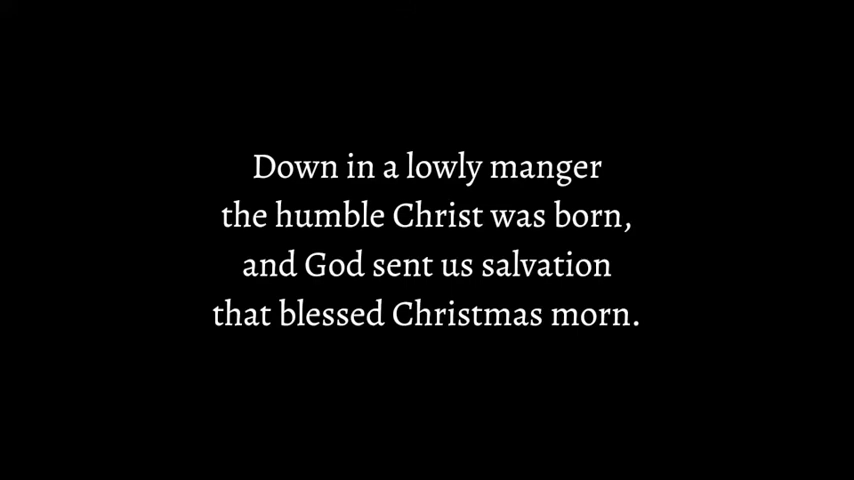 Down in a lowly manger
the humble Christ was born,
and God sent us salvation
that blessed Christmas morn.